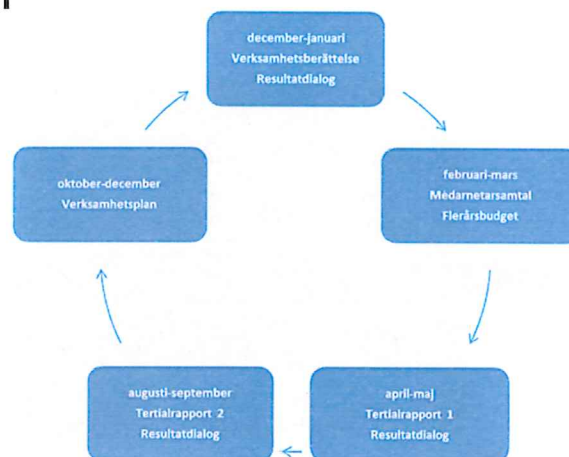 december-januari
Verksamhetsberättelse
Resultatdialog
februari-mars
Medarnetarsamtal
Flerårsbudget
april-maj
Tertialrapport 1
Resultatdialog
augusti-september
Tertialrapport 2
Resultatdialog
oktober-december
Verksamhetsplan